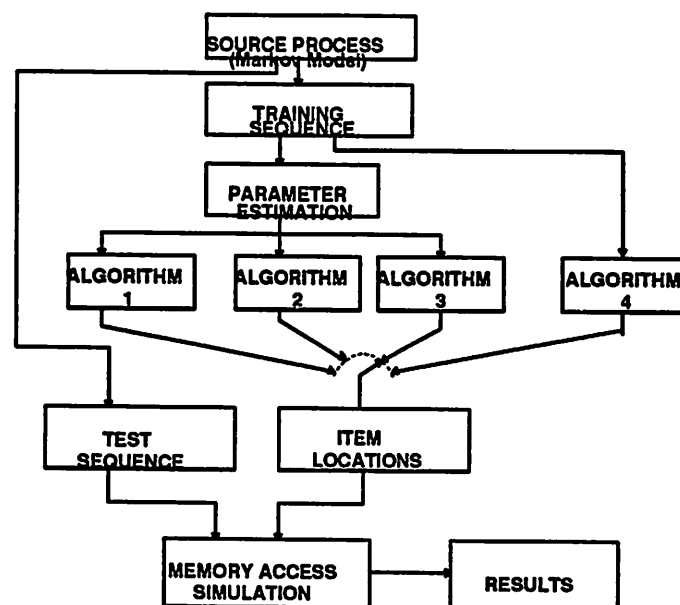 SOURCE PROCESS
(Markov Model)
TRAINING
SEQUENCE
PARAMETER
ESTIMATION
ALGORITHM
1
ALGORITHM
2
ALGORITHM
3
ALGORITHM
4
TEST
SEQUENCE
ITEM
LOCATIONS
MEMORY ACCESS
SIMULATION
RESULTS